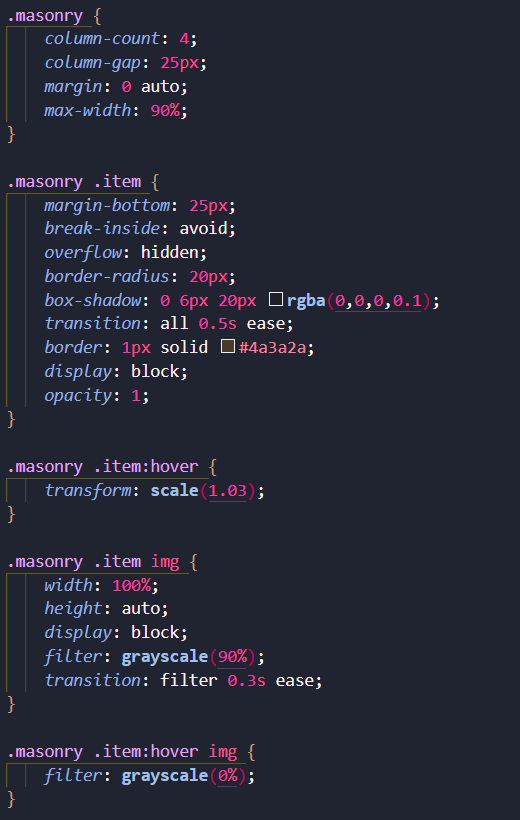 .masonry {
    column-count: 4;
    column-gap: 25px;
    margin: 0 auto;
    max-width: 90%;
}

.masonry .item {
    margin-bottom: 25px;
    break-inside: avoid;
    overflow: hidden;
    border-radius: 20px;
    box-shadow: 0 6px 20px rgba(0,0,0,0.1);
    transition: all 0.5s ease;
    border: 1px solid #4a3a2a;
    display: block;
    opacity: 1;
}

.masonry .item:hover {
    transform: scale(1.03);
}

.masonry .item img {
    width: 100%;
    height: auto;
    display: block;
    filter: grayscale(90%);
    transition: filter 0.3s ease;
}

.masonry .item:hover img {
    filter: grayscale(0%);
}